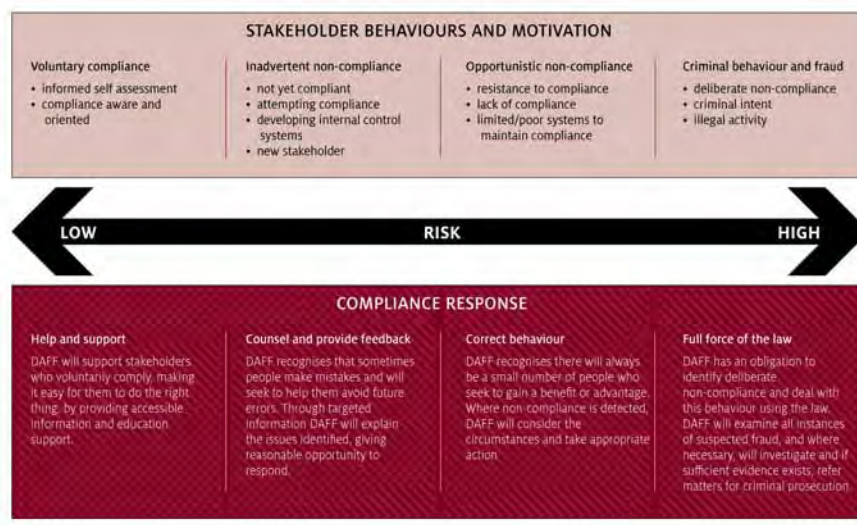 STAKEHOLDER BEHAVIOURS AND MOTIVATION
Voluntary compliance
• informed self assessment
• compliance aware and
oriented
Inadvertent non-compliance
• not yet compliant
• attempting compliance
• developing internal control
systems
• new stakeholder
Opportunistic non-compliance
• resistance to compliance
• lack of compliance
• limited/poor systems to
maintain compliance
Criminal behaviour and fraud
• deliberate non-compliance
• criminal intent
• illegal activity
LOW
RISK
HIGH
COMPLIANCE RESPONSE
Help and support
DAFF will support stakeholders
who voluntarily comply, making
it easy for them to do the right
thing, by providing accessible
information and education
support.
Counsel and provide feedback
DAFF recognises that sometimes
people make mistakes and will
seek to help them avoid future
errors. Through targeted
information DAFF will explain
the issues identified, giving
reasonable opportunity to
respond.
Correct behaviour
DAFF recognises there will always
be a small number of people who
seek to gain a benefit or advantage.
Where non-compliance is detected,
DAFF will consider the
circumstances and take appropriate
action
Full force of the law
DAFF has an obligation to
identify deliberate
non-compliance and deal with
this behaviour using the law.
DAFF will examine all instances
of suspected fraud, and where
necessary, will investigate and if
sufficient evidence exists, refer
matters for criminal prosecution.